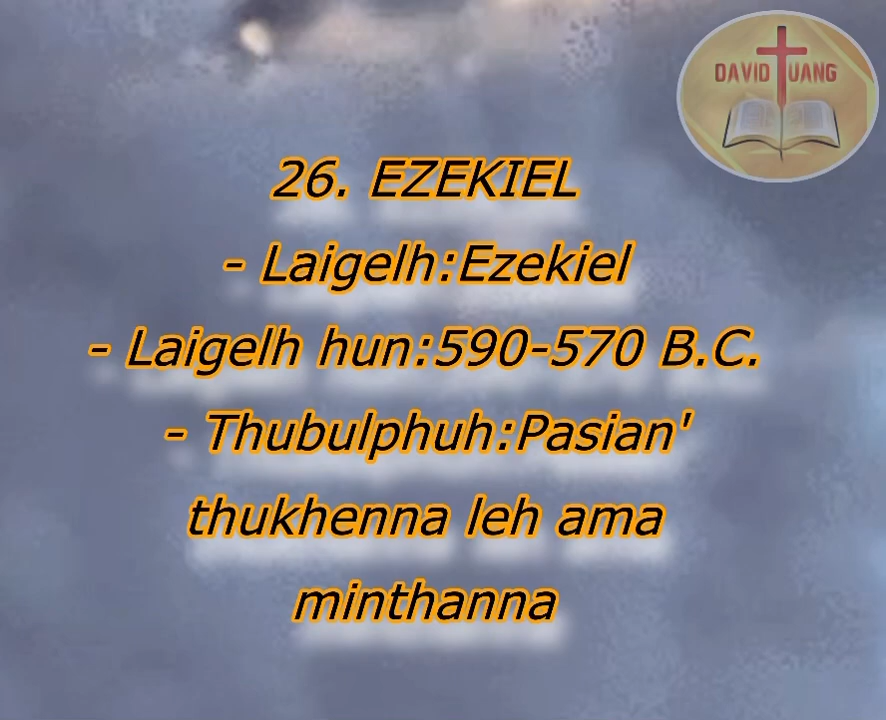 DAVID TUANG
26. EZEKIEL
- Laigelh:Ezekiel
- Laigelh hun:590-570 B.C.
- Thubulphuh:Pasian'
thukhenna leh ama
minthanna